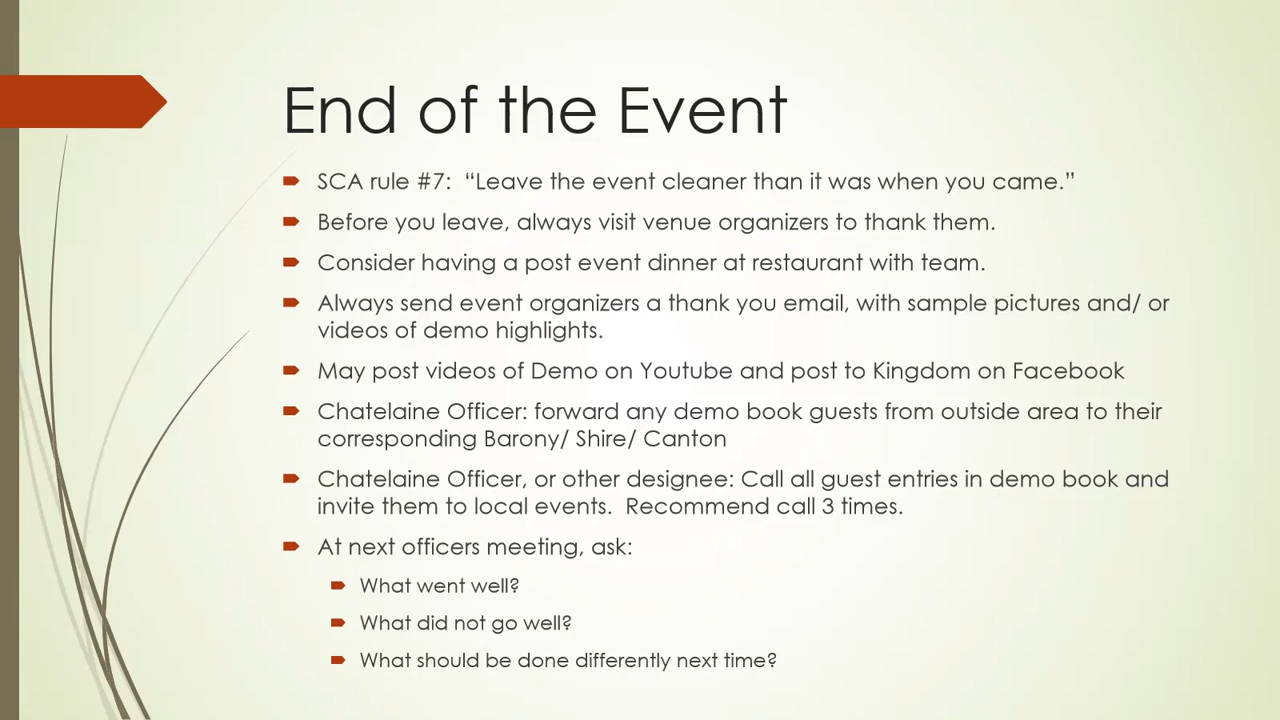 End of the Event
SCA rule #7:  “Leave the event cleaner than it was when you came.”
Before you leave, always visit venue organizers to thank them.
Consider having a post event dinner at restaurant with team.
Always send event organizers a thank you email, with sample pictures and/ or
videos of demo highlights.
May post videos of Demo on Youtube and post to Kingdom on Facebook
Chatelaine Officer: forward any demo book guests from outside area to their
corresponding Barony/ Shire/ Canton
Chatelaine Officer, or other designee: Call all guest entries in demo book and
invite them to local events.  Recommend call 3 times.
At next officers meeting, ask:
What went well?
What did not go well?
What should be done differently next time?